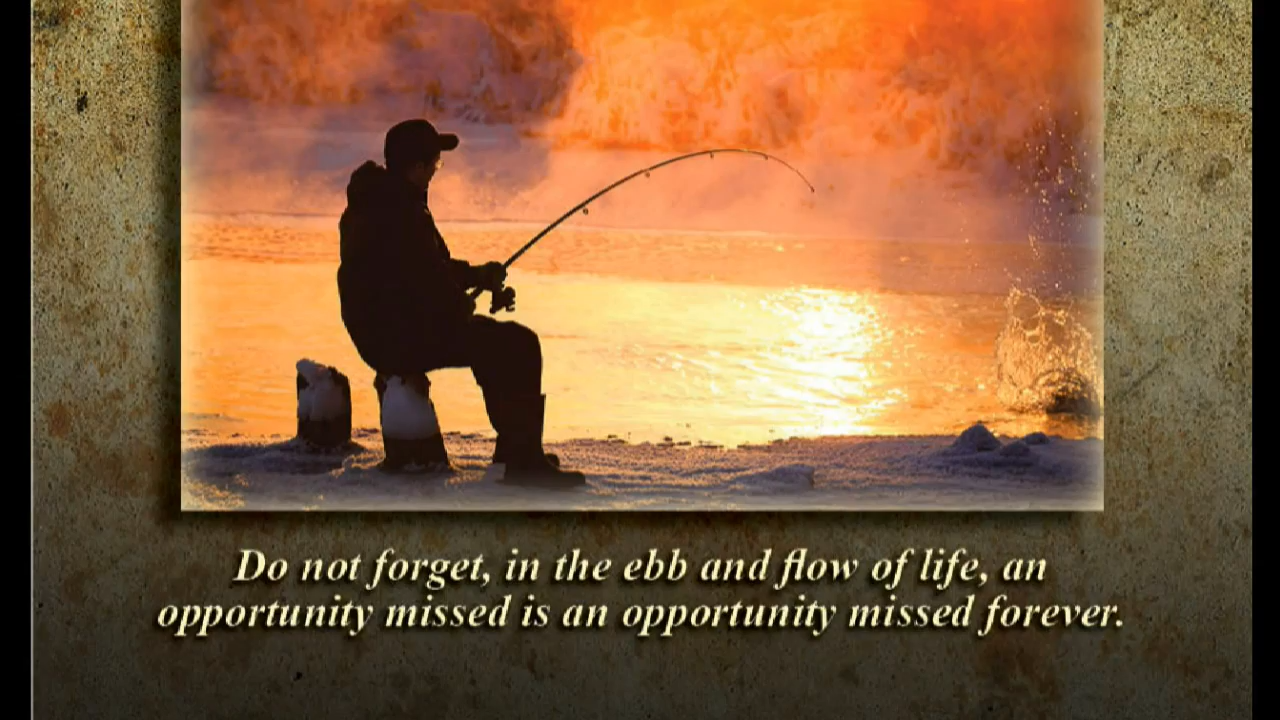 Do not forget, in the ebb and flow of life, an
opportunity missed is an opportunity missed forever.